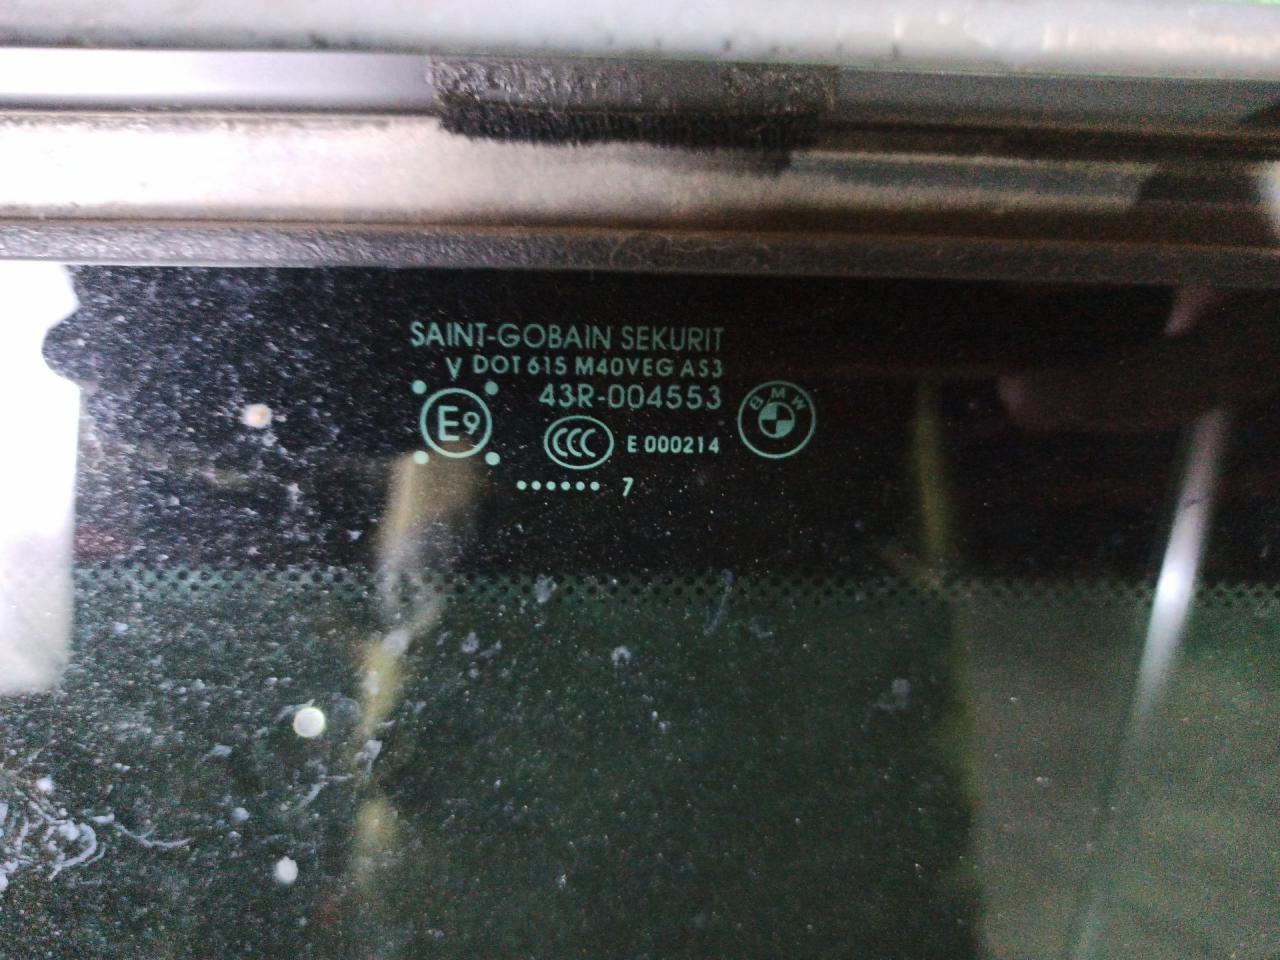 SAINT-GOBAIN SEKURIT
V DOT 615 M40VEG AS3
43R-004553
E9
CCC E 000214
BMW
...... 7